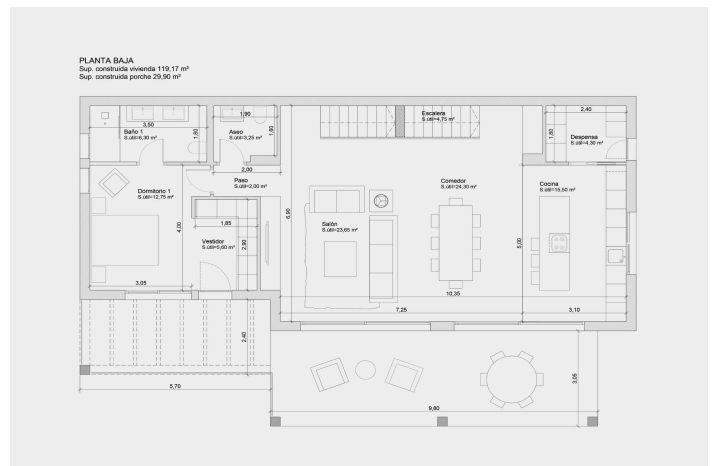 PLANTA BAJA
Sup. construida vivienda 119,17 m²
Sup. construida porche 29,90 m²
3,50
Baño 1
S.útil=6,30 m²
1,80
1,90
Aseo
S.útil=3,25 m²
1,80
2,00
Escalera
S.útil=4,75 m²
2,40
1,80
Despensa
S.útil=4,30 m²
Paso
S.útil=2,00 m²
Dormitorio 1
S.útil=12,75 m²
4,00
1,85
Vestidor
S.útil=5,60 m²
2,90
3,05
6,90
Salón
S.útil=23,65 m²
Comedor
S.útil=24,30 m²
Cocina
S.útil=15,50 m²
5,00
10,35
7,25
3,10
2,40
5,70
3,05
9,80